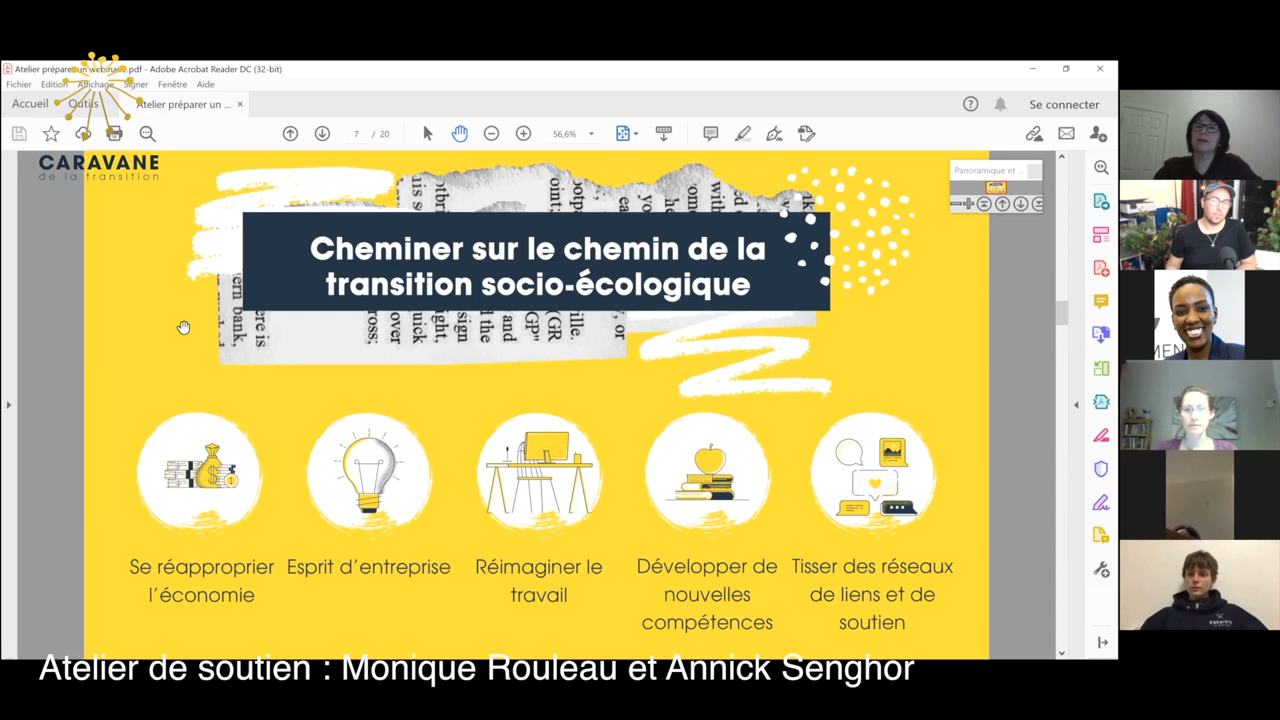 Atelier préparer un webinaire.pdf - Adobe Acrobat Reader DC (32-bit)
Fichier Edition Affichage Signer Fenêtre Aide
Accueil Outils Atelier préparer un ... ×
Se connecter
7 / 20
56,6%
CARAVANE
de la transition
Panoramique et ...
Cheminer sur le chemin de la
transition socio-écologique
Se réapproprier
l'économie
Esprit d'entreprise
Réimaginer le
travail
Développer de
nouvelles
compétences
Tisser des réseaux
de liens et de
soutien
Atelier de soutien : Monique Rouleau et Annick Senghor